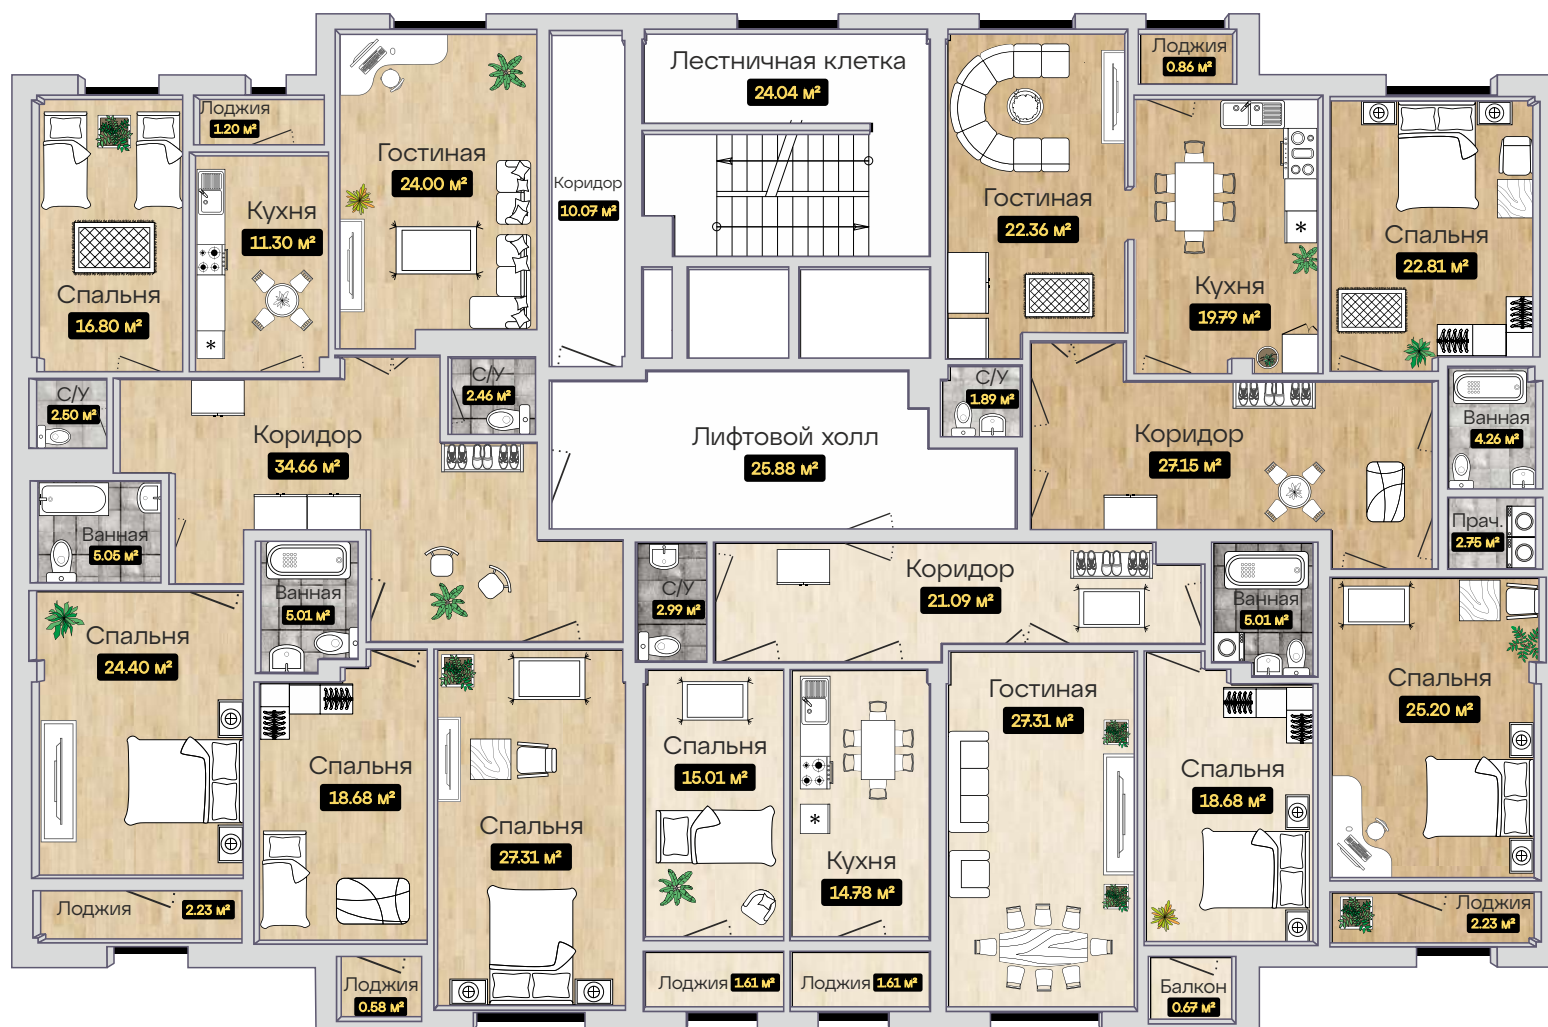 Лоджия
1.20 м²
Гостиная
24.00 м²
Коридор
10.07 м²
Лестничная клетка
24.04 м²
Гостиная
22.36 м²
Лоджия
0.86 м²
Спальня
16.80 м²
Кухня
11.30 м²
Кухня
19.79 м²
Спальня
22.81 м²
С/У
2.50 м²
Коридор
34.66 м²
С/У
2.46 м²
Лифтовой холл
25.88 м²
С/У
1.89 м²
Коридор
27.15 м²
Ванная
4.26 м²
Ванная
5.05 м²
Прач.
2.75 м²
Ванная
5.01 м²
С/У
2.99 м²
Коридор
21.09 м²
Ванная
5.01 м²
Спальня
24.40 м²
Спальня
18.68 м²
Спальня
27.31 м²
Спальня
15.01 м²
Кухня
14.78 м²
Гостиная
27.31 м²
Спальня
18.68 м²
Спальня
25.20 м²
Лоджия 2.23 м²
Лоджия
0.58 м²
Лоджия 1.61 м²
Лоджия 1.61 м²
Балкон
0.67 м²
Лоджия
2.23 м²